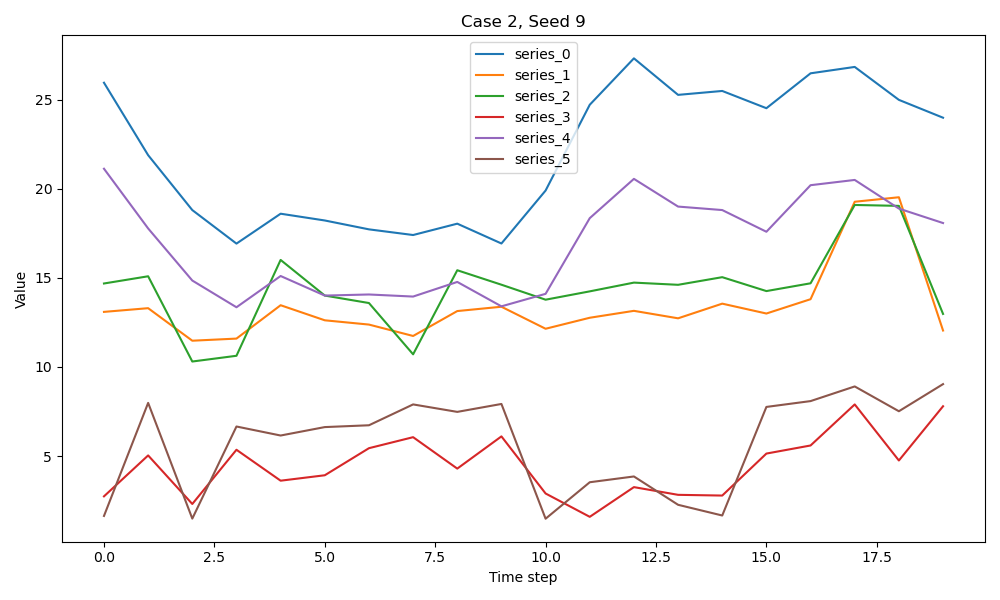 Case 2, Seed 9
series_0
series_1
series_2
series_3
series_4
series_5
Value
25
20
15
10
5
0.0 2.5 5.0 7.5 10.0 12.5 15.0 17.5
Time step